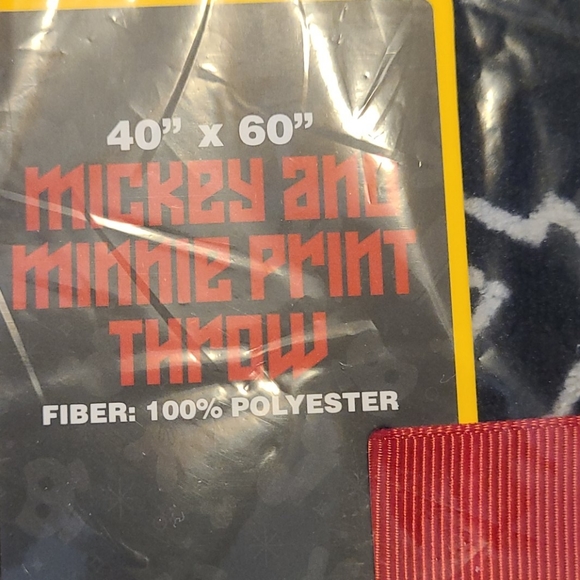 40” x 60”
MICKEY AND
MINNIE PRINT
THROW
FIBER: 100% POLYESTER